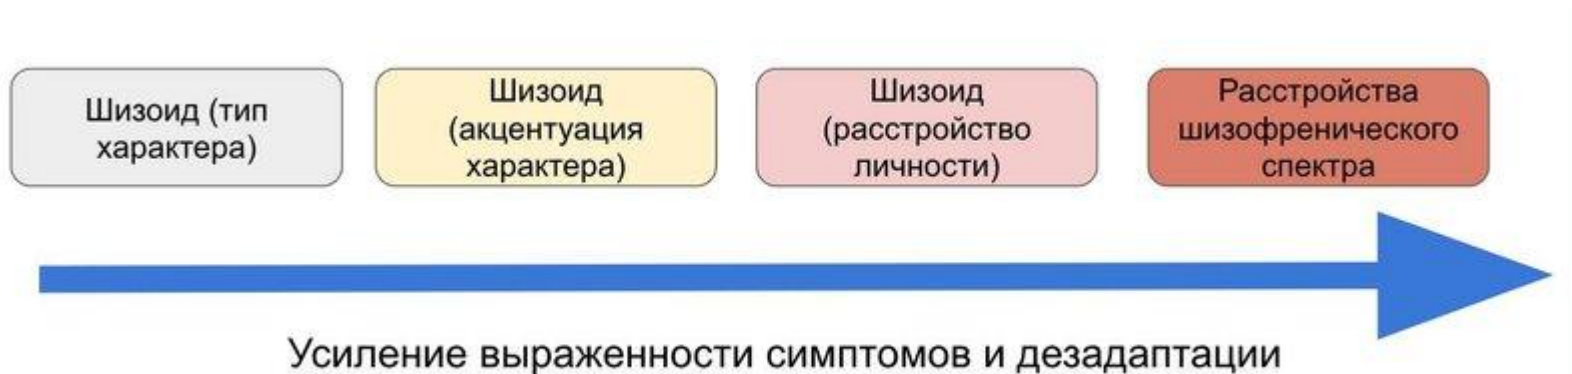 Шизоид (тип
характера)
Шизоид
(акцентуация
характера)
Шизоид
(расстройство
личности)
Расстройства
шизофренического
спектра
Усиление выраженности симптомов и дезадаптации